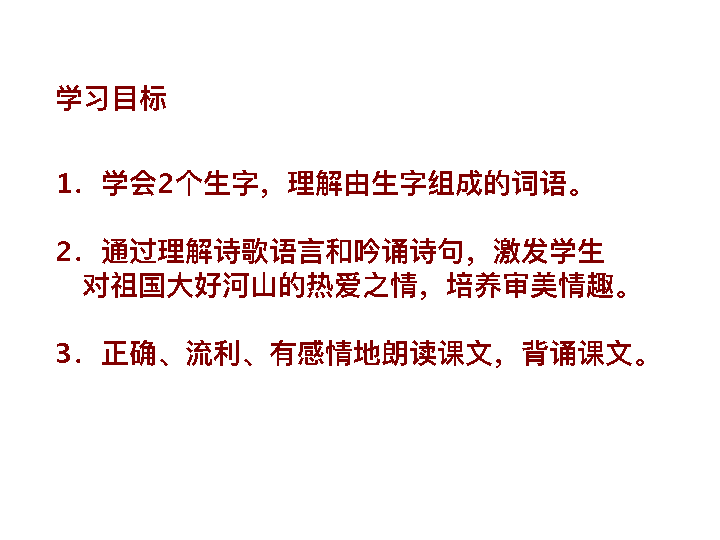 学习目标
1．学会2个生字，理解由生字组成的词语。
2．通过理解诗歌语言和吟诵诗句，激发学生
对祖国大好河山的热爱之情，培养审美情趣。
3．正确、流利、有感情地朗读课文，背诵课文。